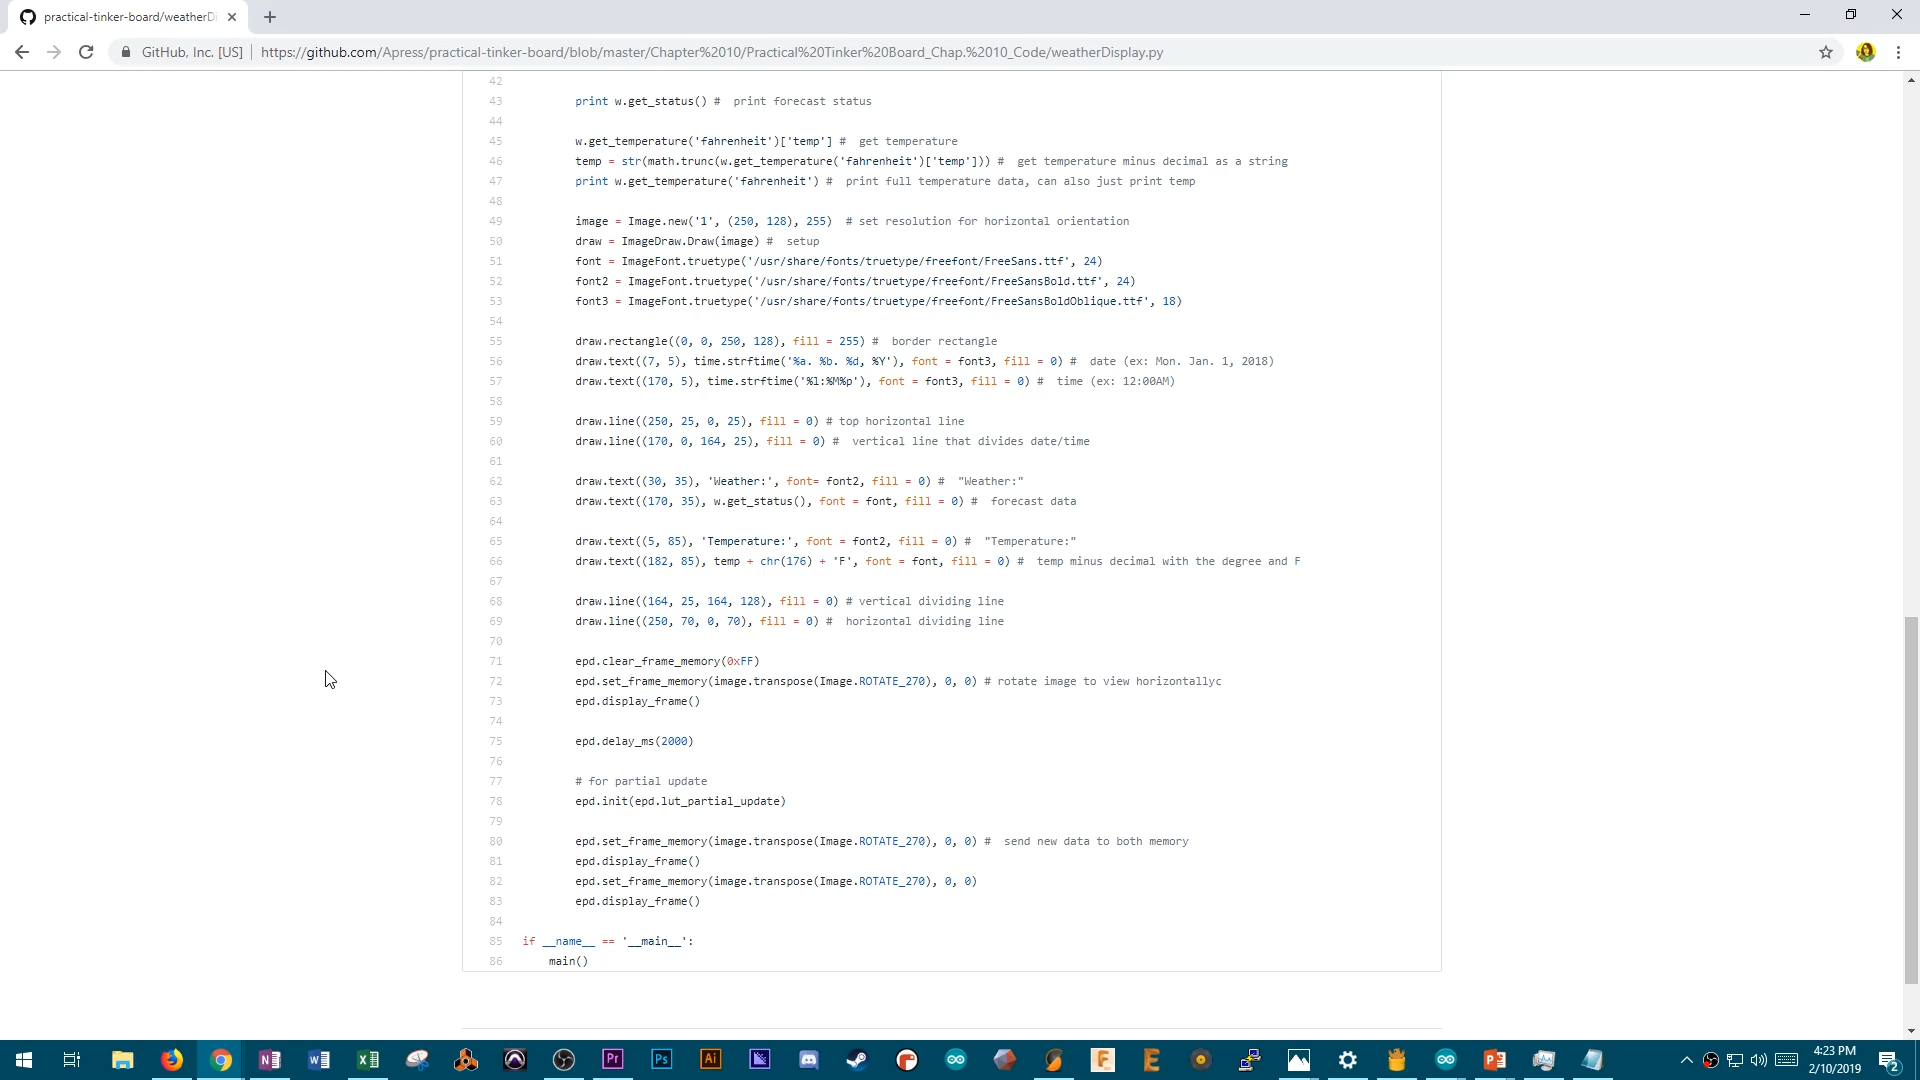 practical-tinker-board/weatherDi
GitHub, Inc. [US] https://github.com/Apress/practical-tinker-board/blob/master/Chapter%2010/Practical%20Tinker%20Board_Chap.%2010_Code/weatherDisplay.py
42
43 print w.get_status() #  print forecast status
44
45 w.get_temperature('fahrenheit')['temp'] #  get temperature
46 temp = str(math.trunc(w.get_temperature('fahrenheit')['temp'])) #  get temperature minus decimal as a string
47 print w.get_temperature('fahrenheit') #  print full temperature data, can also just print temp
48
49 image = Image.new('1', (250, 128), 255)  # set resolution for horizontal orientation
50 draw = ImageDraw.Draw(image) #  setup
51 font = ImageFont.truetype('/usr/share/fonts/truetype/freefont/FreeSans.ttf', 24)
52 font2 = ImageFont.truetype('/usr/share/fonts/truetype/freefont/FreeSansBold.ttf', 24)
53 font3 = ImageFont.truetype('/usr/share/fonts/truetype/freefont/FreeSansBoldOblique.ttf', 18)
54
55 draw.rectangle((0, 0, 250, 128), fill = 255) #  border rectangle
56 draw.text((7, 5), time.strftime('%a. %b. %d, %Y'), font = font3, fill = 0) #  date (ex: Mon. Jan. 1, 2018)
57 draw.text((170, 5), time.strftime('%l:%M%p'), font = font3, fill = 0) #  time (ex: 12:00AM)
58
59 draw.line((250, 25, 0, 25), fill = 0) # top horizontal line
60 draw.line((170, 0, 164, 25), fill = 0) #  vertical line that divides date/time
61
62 draw.text((30, 35), 'Weather:', font= font2, fill = 0) #  "Weather:"
63 draw.text((170, 35), w.get_status(), font = font, fill = 0) #  forecast data
64
65 draw.text((5, 85), 'Temperature:', font = font2, fill = 0) #  "Temperature:"
66 draw.text((182, 85), temp + chr(176) + 'F', font = font, fill = 0) #  temp minus decimal with the degree and F
67
68 draw.line((164, 25, 164, 128), fill = 0) # vertical dividing line
69 draw.line((250, 70, 0, 70), fill = 0) #  horizontal dividing line
70
71 epd.clear_frame_memory(0xFF)
72 epd.set_frame_memory(image.transpose(Image.ROTATE_270), 0, 0) # rotate image to view horizontallyc
73 epd.display_frame()
74
75 epd.delay_ms(2000)
76
77 # for partial update
78 epd.init(epd.lut_partial_update)
79
80 epd.set_frame_memory(image.transpose(Image.ROTATE_270), 0, 0) #  send new data to both memory
81 epd.display_frame()
82 epd.set_frame_memory(image.transpose(Image.ROTATE_270), 0, 0)
83 epd.display_frame()
84
85 if __name__ == '__main__':
86 main()
4:23 PM
2/10/2019
2